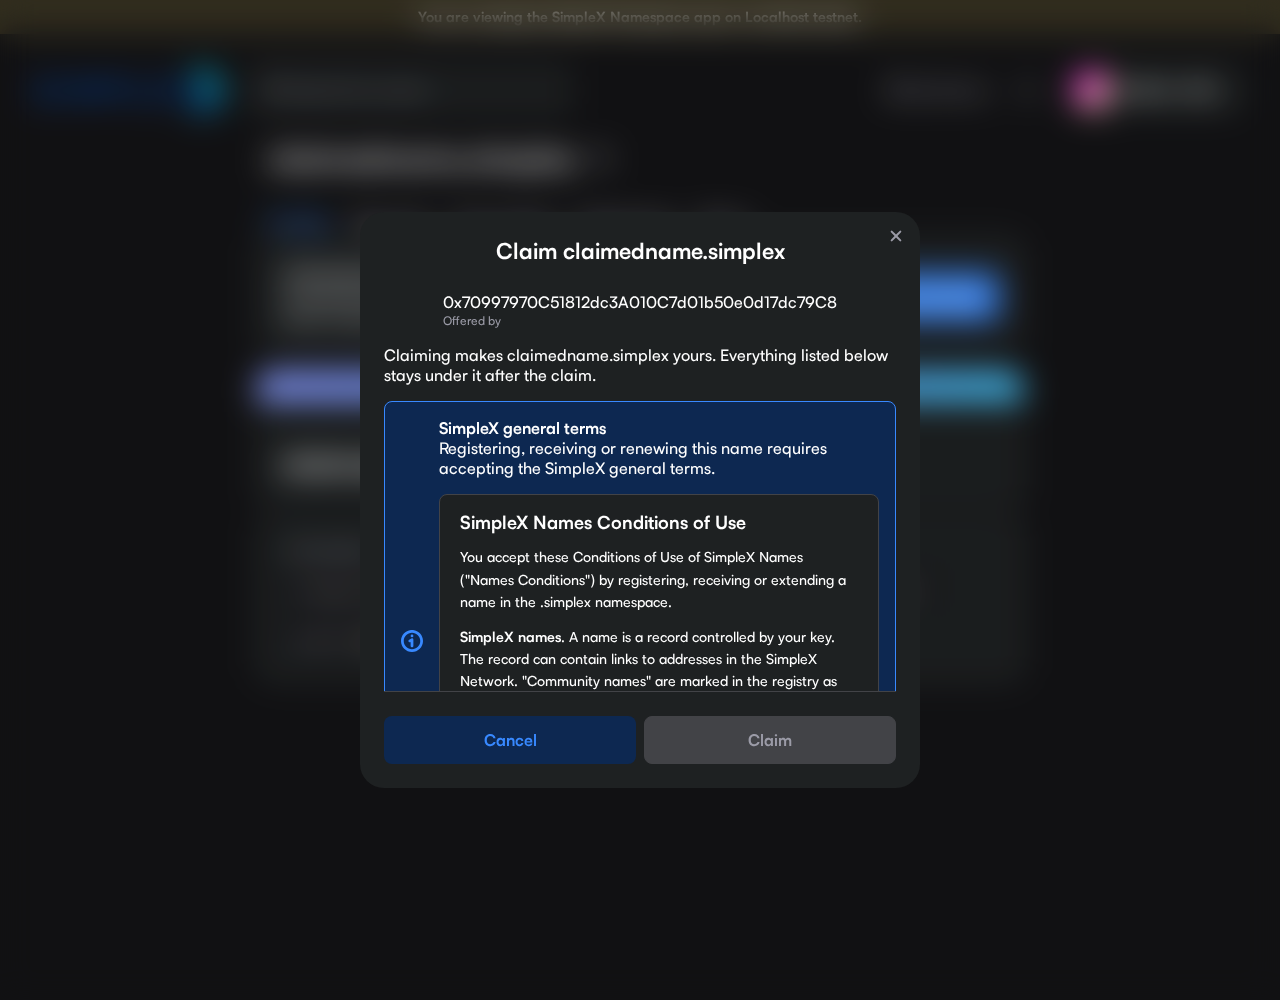 You are viewing the SimpleX Namespace app on Localhost testnet.
Claim claimedname.simplex
0x70997970C51812dc3A010C7d01b50e0d17dc79C8
Offered by
Claiming makes claimedname.simplex yours. Everything listed below
stays under it after the claim.
SimpleX general terms
Registering, receiving or renewing this name requires
accepting the SimpleX general terms.
SimpleX Names Conditions of Use
You accept these Conditions of Use of SimpleX Names
("Names Conditions") by registering, receiving or extending a
name in the .simplex namespace.
SimpleX names. A name is a record controlled by your key.
The record can contain links to addresses in the SimpleX
Network. "Community names" are marked in the registry as
Cancel
Claim